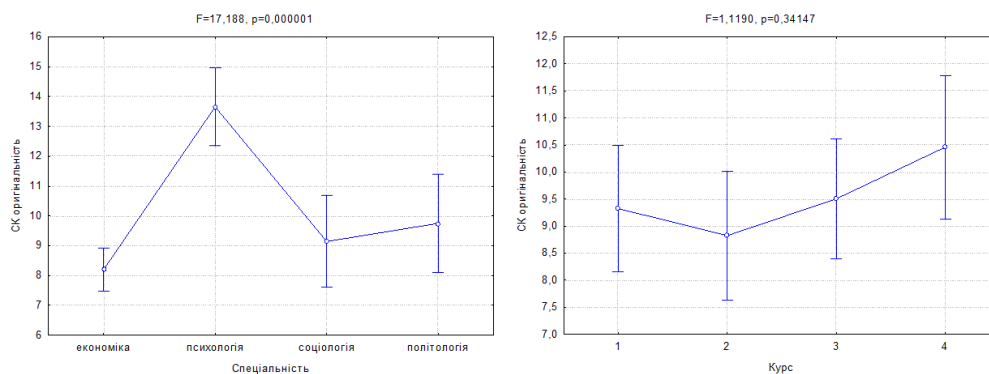 F=17,188, p=0,000001
16
15
14
13
12
11
10
9
8
7
6
СК оригінальність
економіка психологія соціологія політологія
Спеціальність
F=1,1190, p=0,34147
12,5
12,0
11,5
11,0
10,5
10,0
9,5
9,0
8,5
8,0
7,5
7,0
СК оригінальність
1 2 3 4
Курс